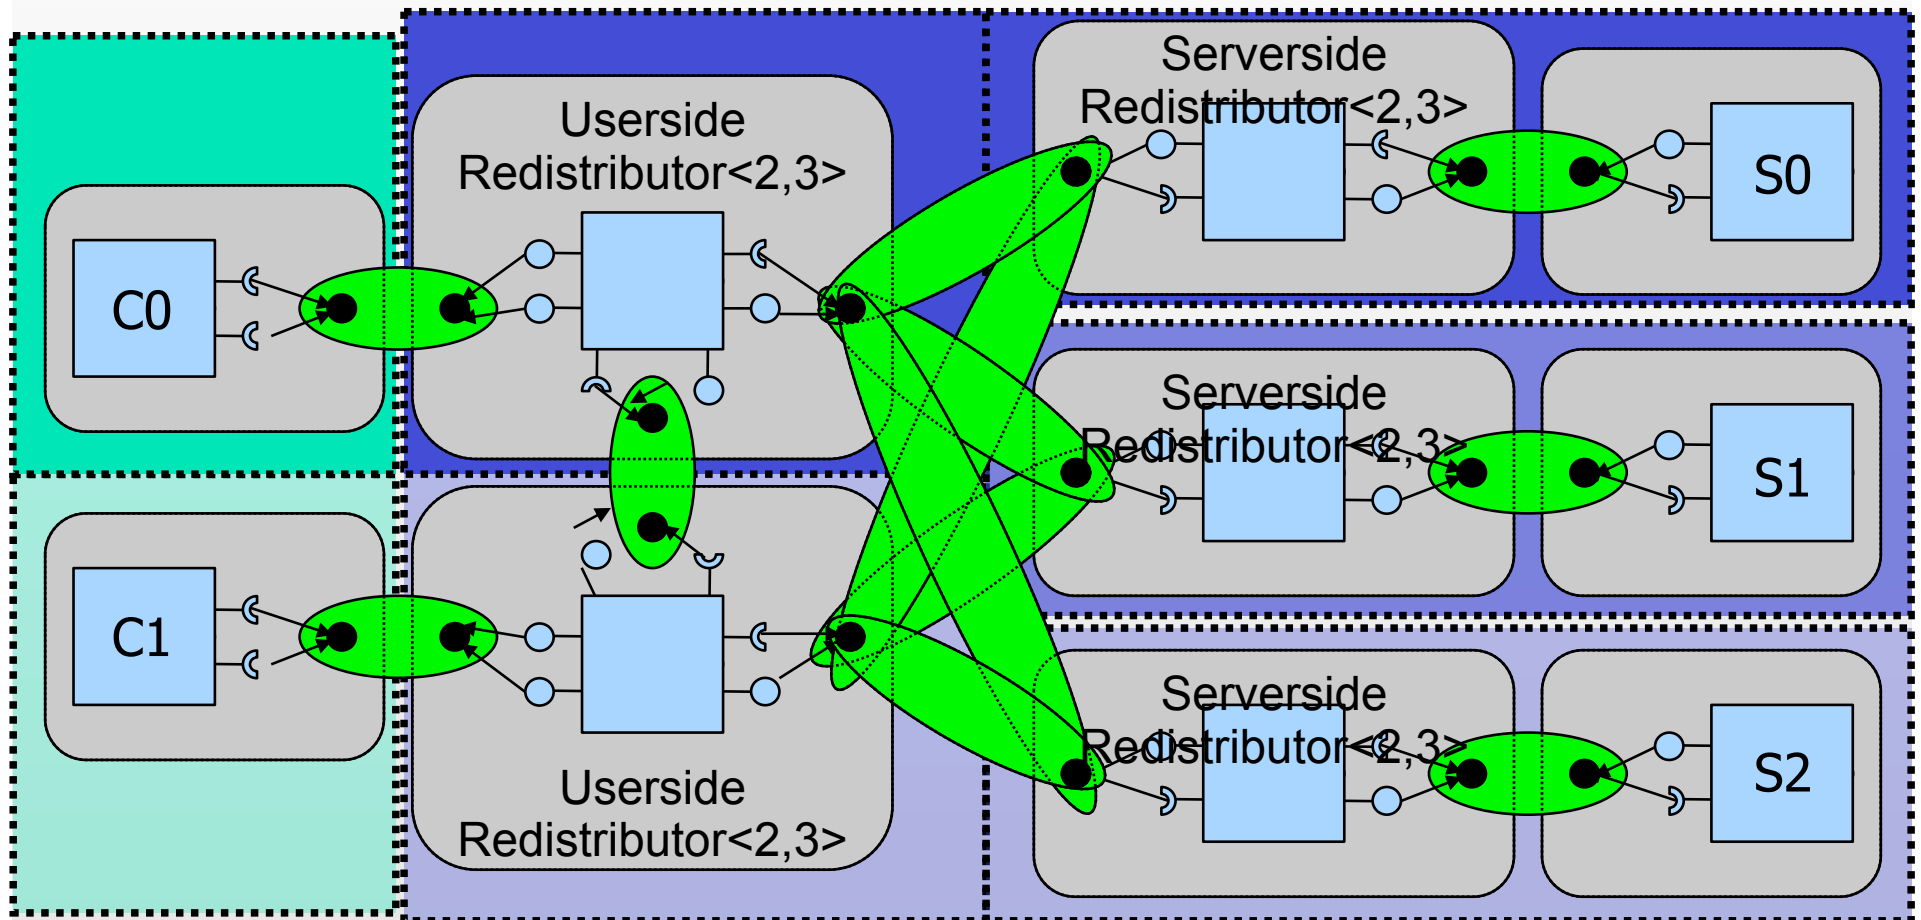 Userside
Redistributor<2,3>
Serverside
Redistributor<2,3>
S0
C0
Serverside
Redistributor<2,3>
S1
C1
Userside
Redistributor<2,3>
Serverside
Redistributor<2,3>
S2